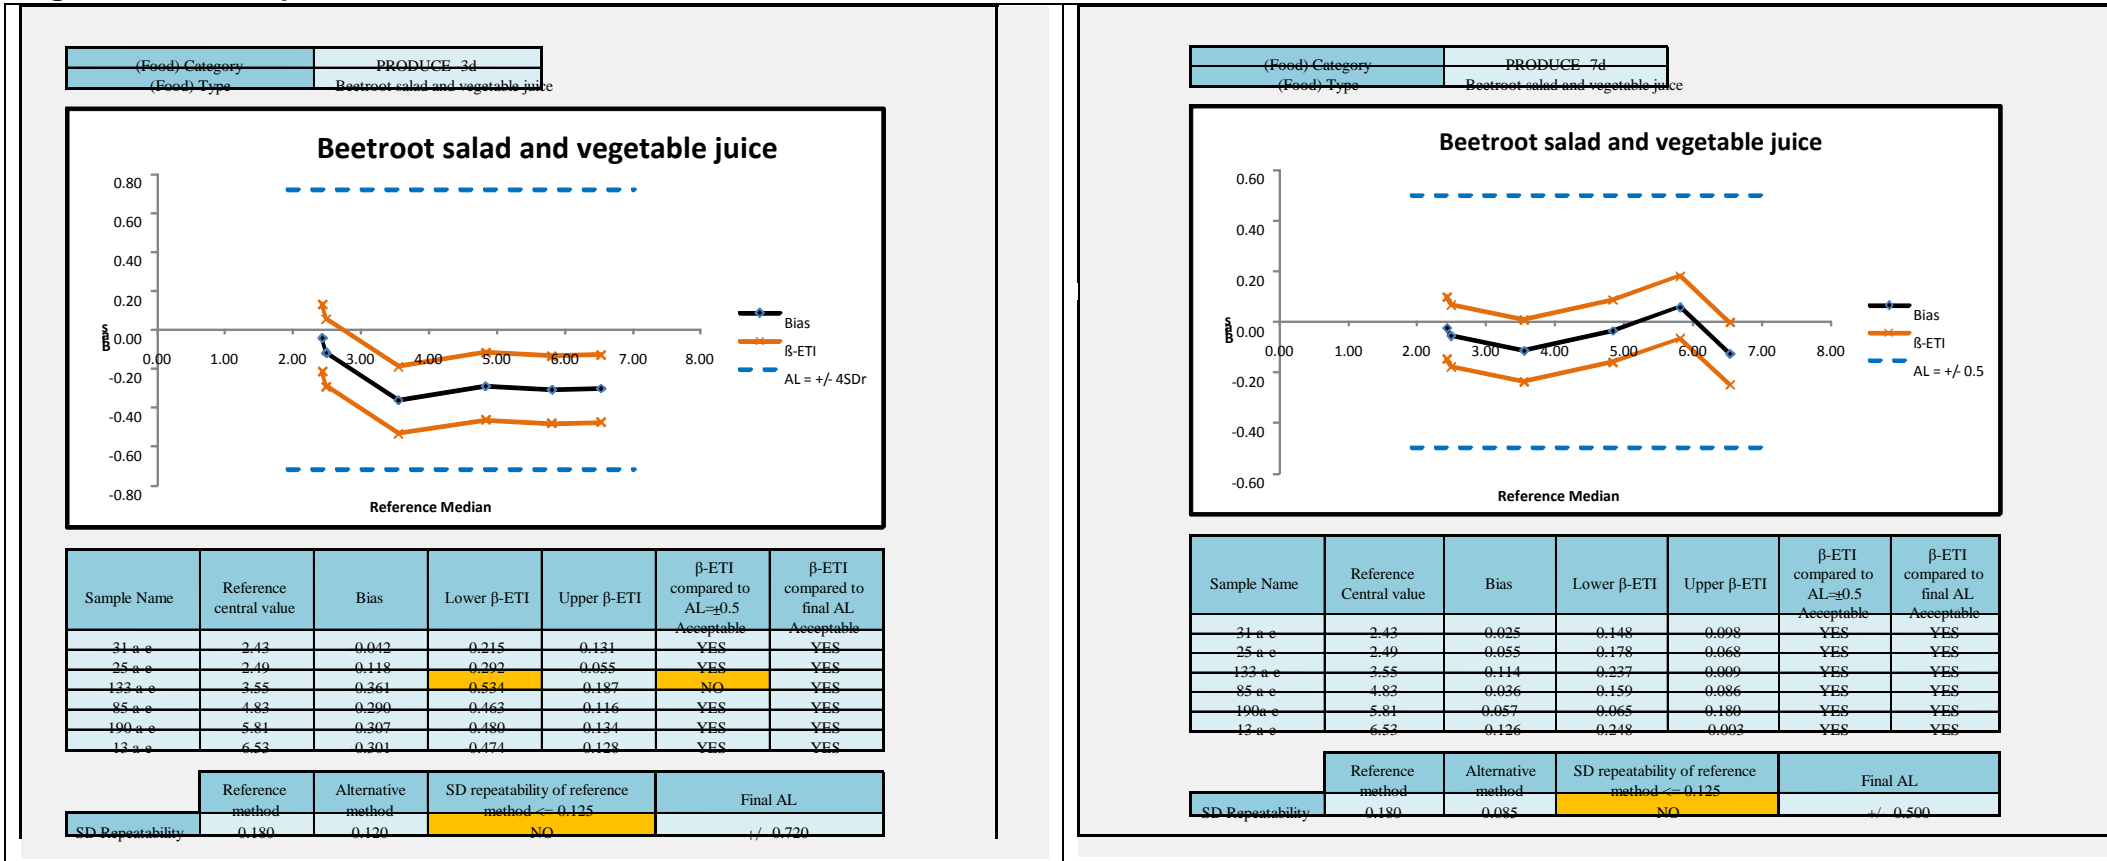 (Food) Category PRODUCE 3d
(Food) Type Beetroot salad and vegetable juice
Beetroot salad and vegetable juice
0.80
0.60
0.40
0.20
0.00
-0.20
-0.40
-0.60
-0.80
0.00 1.00 2.00 3.00 4.00 5.00 6.00 7.00 8.00
Bias
Reference Median
Bias
ß-ETI
AL = +/- 4SDr
Sample Name Reference central value Bias Lower β-ETI Upper β-ETI β-ETI compared to AL=±0.5 Acceptable β-ETI compared to final AL Acceptable
31 a-e 2.43 0.042 0.215 0.131 YES YES
25 a-e 2.49 0.118 0.292 0.055 YES YES
133 a-e 3.55 0.361 0.534 0.187 NO YES
85 a-e 4.83 0.290 0.463 0.116 YES YES
190 a-e 5.81 0.307 0.480 0.134 YES YES
13 a-e 6.53 0.301 0.474 0.128 YES YES
Reference method Alternative method SD repeatability of reference method <= 0.125 Final AL
SD Repeatability 0.180 0.120 NO +/- 0.720
(Food) Category PRODUCE 7d
(Food) Type Beetroot salad and vegetable juice
Beetroot salad and vegetable juice
0.60
0.40
0.20
0.00
-0.20
-0.40
-0.60
0.00 1.00 2.00 3.00 4.00 5.00 6.00 7.00 8.00
Bias
Reference Median
Bias
ß-ETI
AL = +/- 0.5
Sample Name Reference Central value Bias Lower β-ETI Upper β-ETI β-ETI compared to AL=±0.5 Acceptable β-ETI compared to final AL Acceptable
31 a-e 2.43 0.025 0.148 0.098 YES YES
25 a-e 2.49 0.055 0.178 0.068 YES YES
133 a-e 3.55 0.114 0.237 0.009 YES YES
85 a-e 4.83 0.036 0.159 0.086 YES YES
190a-e 5.81 0.057 0.065 0.180 YES YES
13 a-e 6.53 0.126 0.248 0.003 YES YES
Reference method Alternative method SD repeatability of reference method <= 0.125 Final AL
SD Repeatability 0.180 0.085 NO +/- 0.500